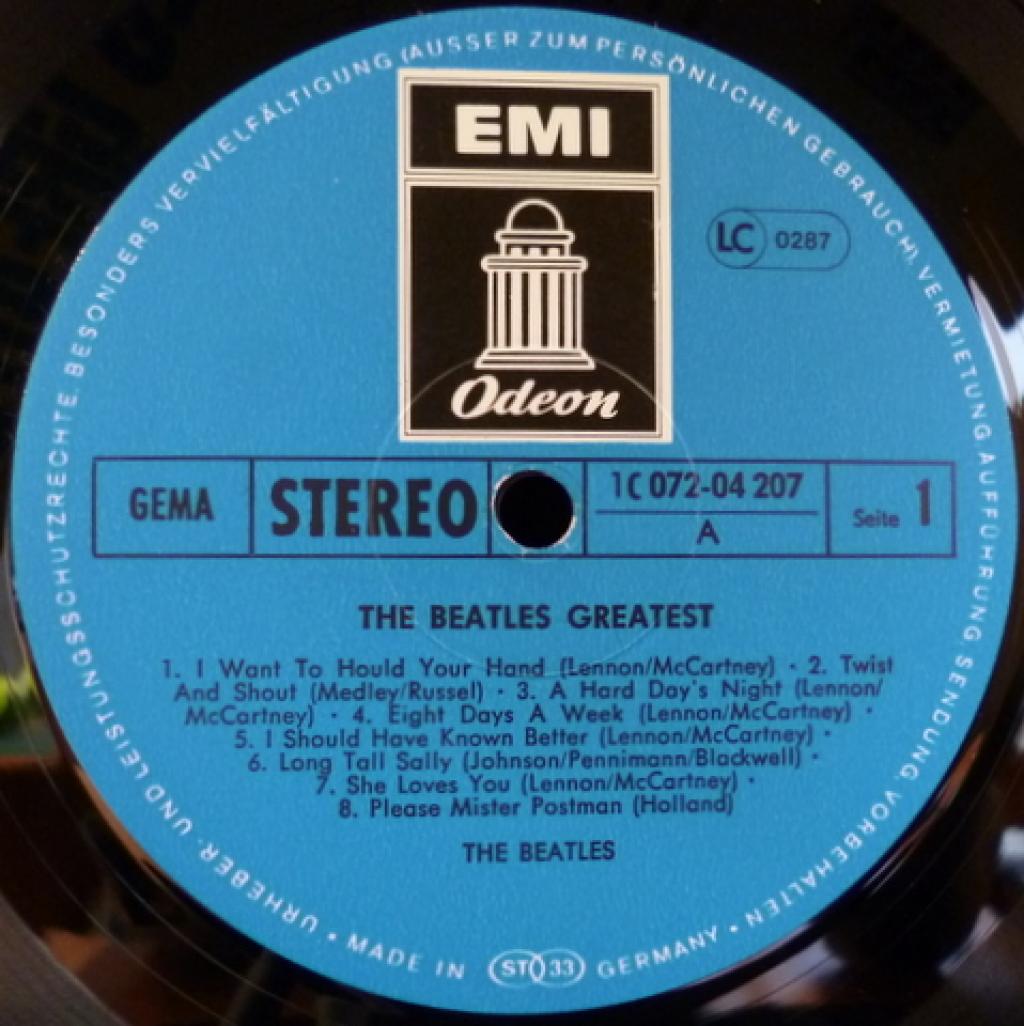 URHEBER- UND LEISTUNGSSCHUTZRECHTE, BESONDERS VERVIELFÄLTIGUNG (AUSSER ZUM PERSÖNLICHEN GEBRAUCH), VERMIETUNG AUFFÜHRUNG SENDUNG, VORBEHALTEN •
EMI
LC 0287
Odeon
GEMA
STEREO
1C 072-04 207
A
Seite 1
THE BEATLES GREATEST
1. I Want To Hould Your Hand (Lennon/McCartney) · 2. Twist
And Shout (Medley/Russel) · 3. A Hard Day's Night (Lennon/
McCartney) · 4. Eight Days A Week (Lennon/McCartney) ·
5. I Should Have Known Better (Lennon/McCartney) ·
6. Long Tall Sally (Johnson/Pennimann/Blackwell) ·
7. She Loves You (Lennon/McCartney) ·
8. Please Mister Postman (Holland)
THE BEATLES
• MADE IN ST 33 GERMANY •